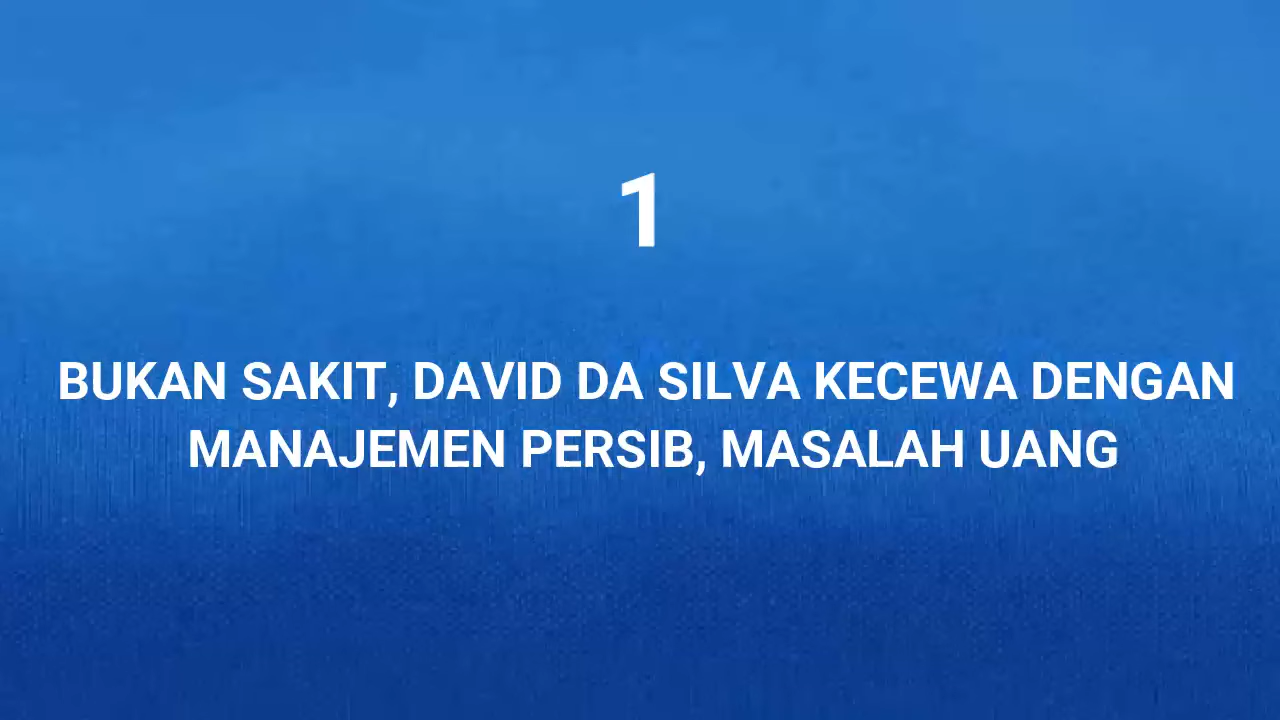 1
BUKAN SAKIT, DAVID DA SILVA KECEWA DENGAN
MANAJEMEN PERSIB, MASALAH UANG